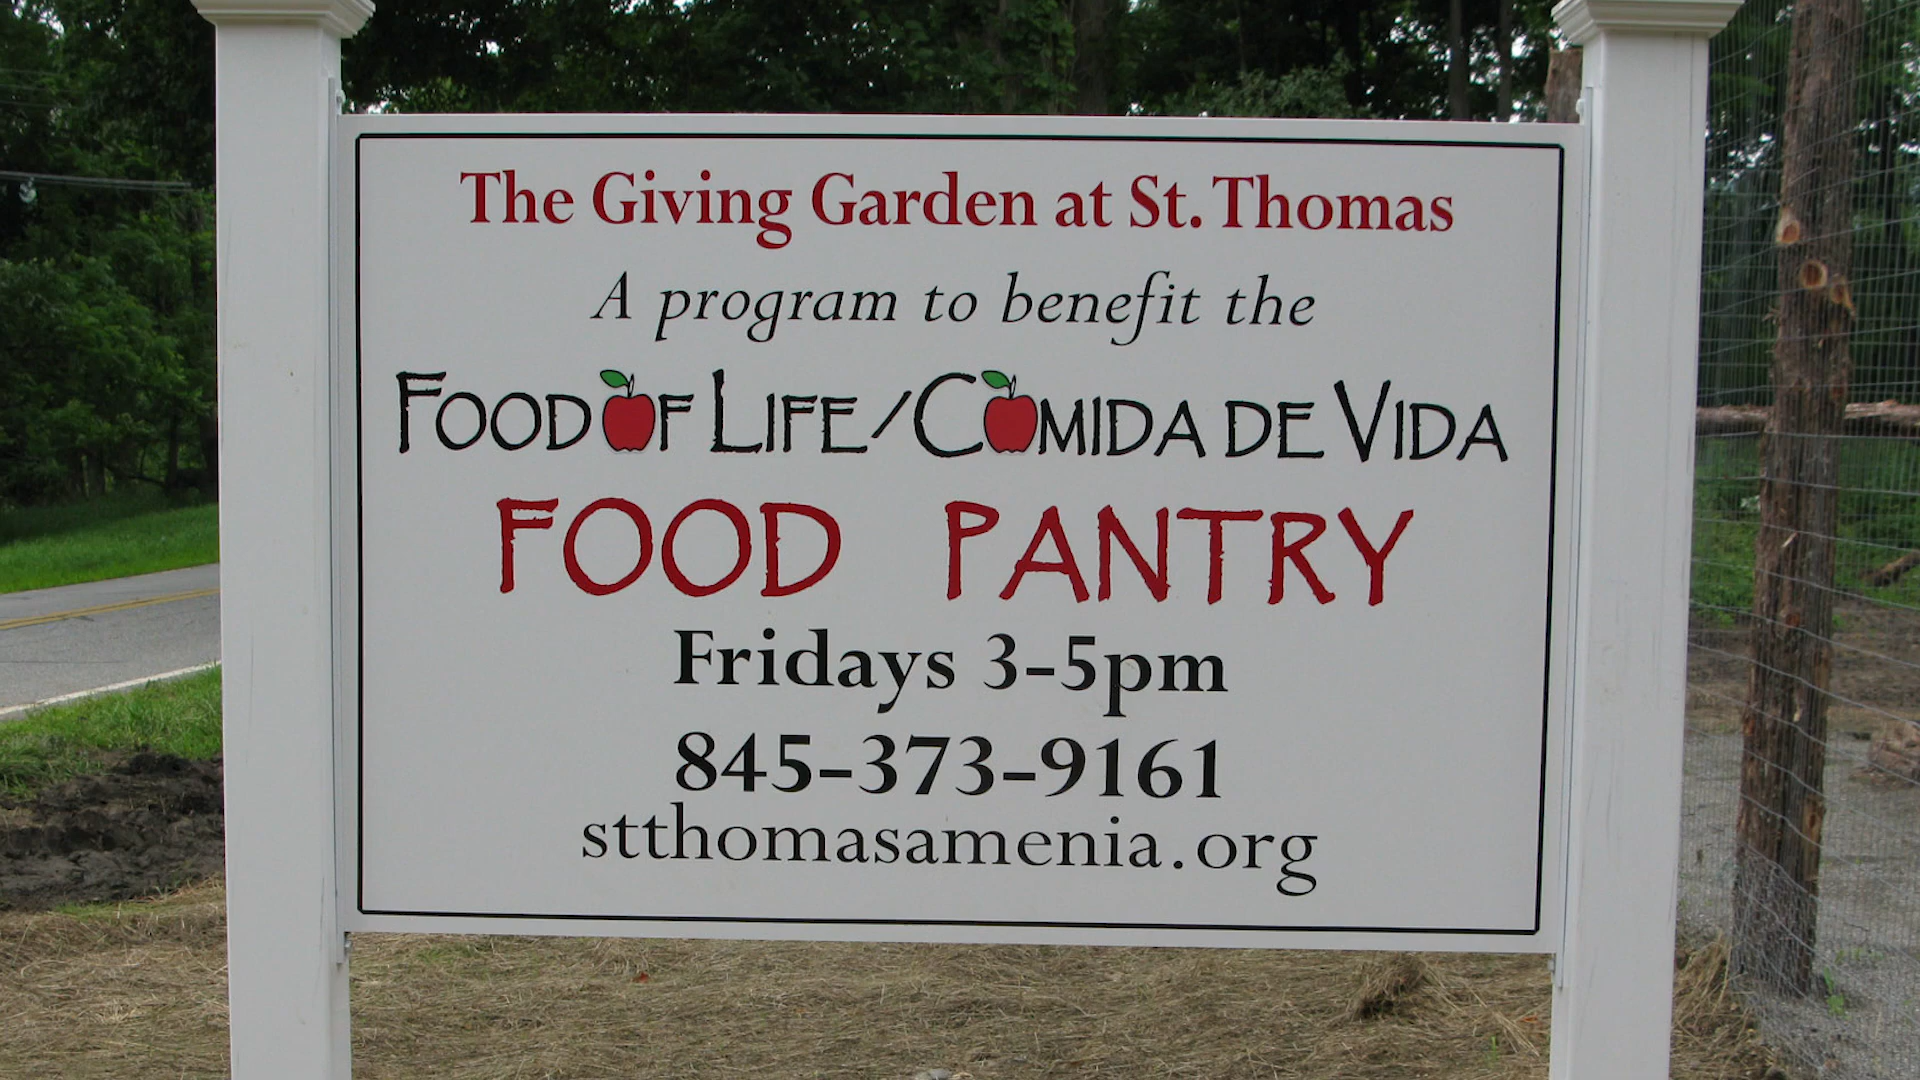 The Giving Garden at St. Thomas
A program to benefit the
FOOD OF LIFE/COMIDA DE VIDA
FOOD PANTRY
Fridays 3-5pm
845-373-9161
stthomasamenia.org